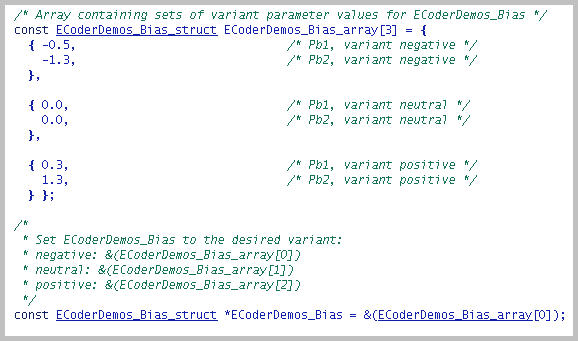 /* Array containing sets of variant parameter values for ECoderDemos_Bias */
const ECoderDemos_Bias_struct ECoderDemos_Bias_array[3] = {
{ -0.5, /* Pb1, variant negative */
-1.3, /* Pb2, variant negative */
},
{ 0.0, /* Pb1, variant neutral */
0.0, /* Pb2, variant neutral */
},
{ 0.3, /* Pb1, variant positive */
1.3, /* Pb2, variant positive */
} };
/*
* Set ECoderDemos_Bias to the desired variant:
* negative: &(ECoderDemos_Bias_array[0])
* neutral: &(ECoderDemos_Bias_array[1])
* positive: &(ECoderDemos_Bias_array[2])
*/
const ECoderDemos_Bias_struct *ECoderDemos_Bias = &(ECoderDemos_Bias_array[0]);